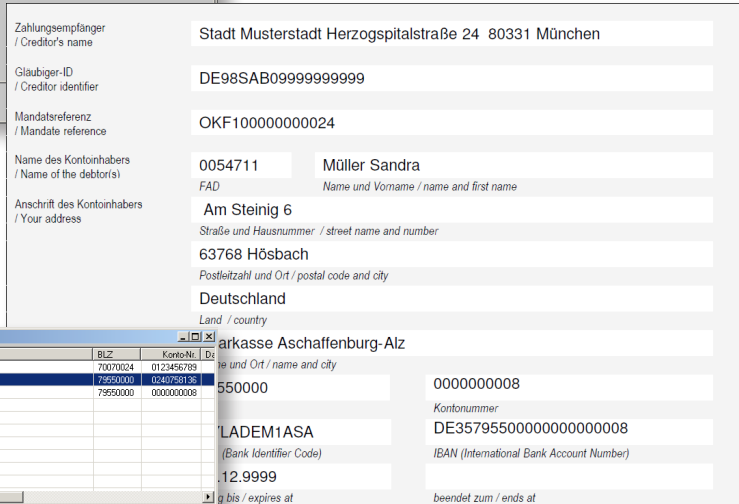 Zahlungsempfänger
/ Creditor's name
Stadt Musterstadt Herzogspitalstraße 24 80331 München
Gläubiger-ID
/ Creditor identifier
DE98SAB09999999999
Mandatsreferenz
/ Mandate reference
OKF100000000024
Name des Kontoinhabers
/ Name of the debtor(s)
0054711 Müller Sandra
FAD Name und Vorname / name and first name
Anschrift des Kontoinhabers
/ Your address
Am Steinig 6
Straße und Hausnummer / street name and number
63768 Hösbach
Postleitzahl und Ort / postal code and city
Deutschland
Land / country
arkasse Aschaffenburg-Alz
e und Ort / name and city
550000 0000000008
Kontonummer
LADEM1ASA DE35795500000000000008
(Bank Identifier Code) IBAN (International Bank Account Number)
.12.9999
g bis / expires at beendet zum / ends at
BLZ Konto-Nr. Da
70070024 0123456789
79550000 0240758136
79550000 0000000008